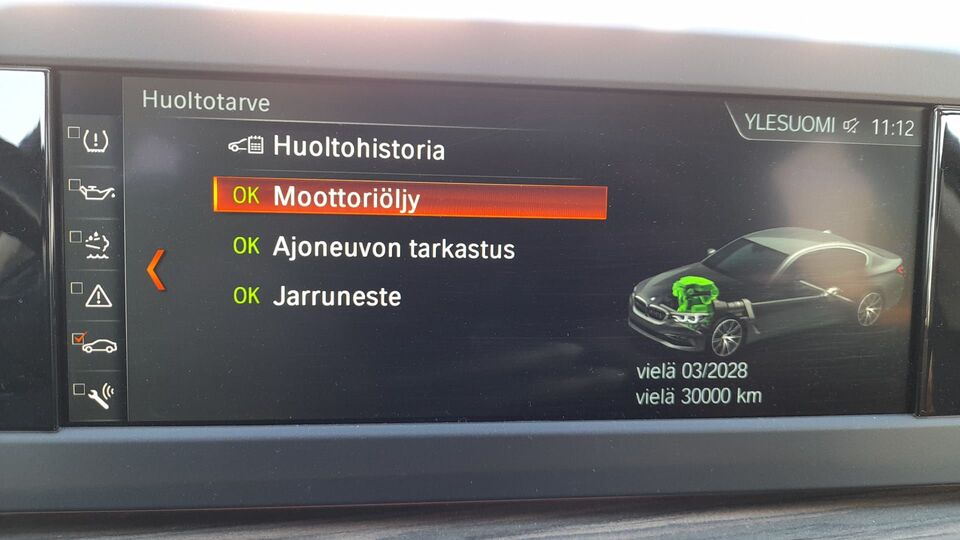 Huoltotarve
YLESUOMI 11:12
Huoltohistoria
OK Moottoriöljy
OK Ajoneuvon tarkastus
OK Jarruneste
vielä 03/2028
vielä 30000 km